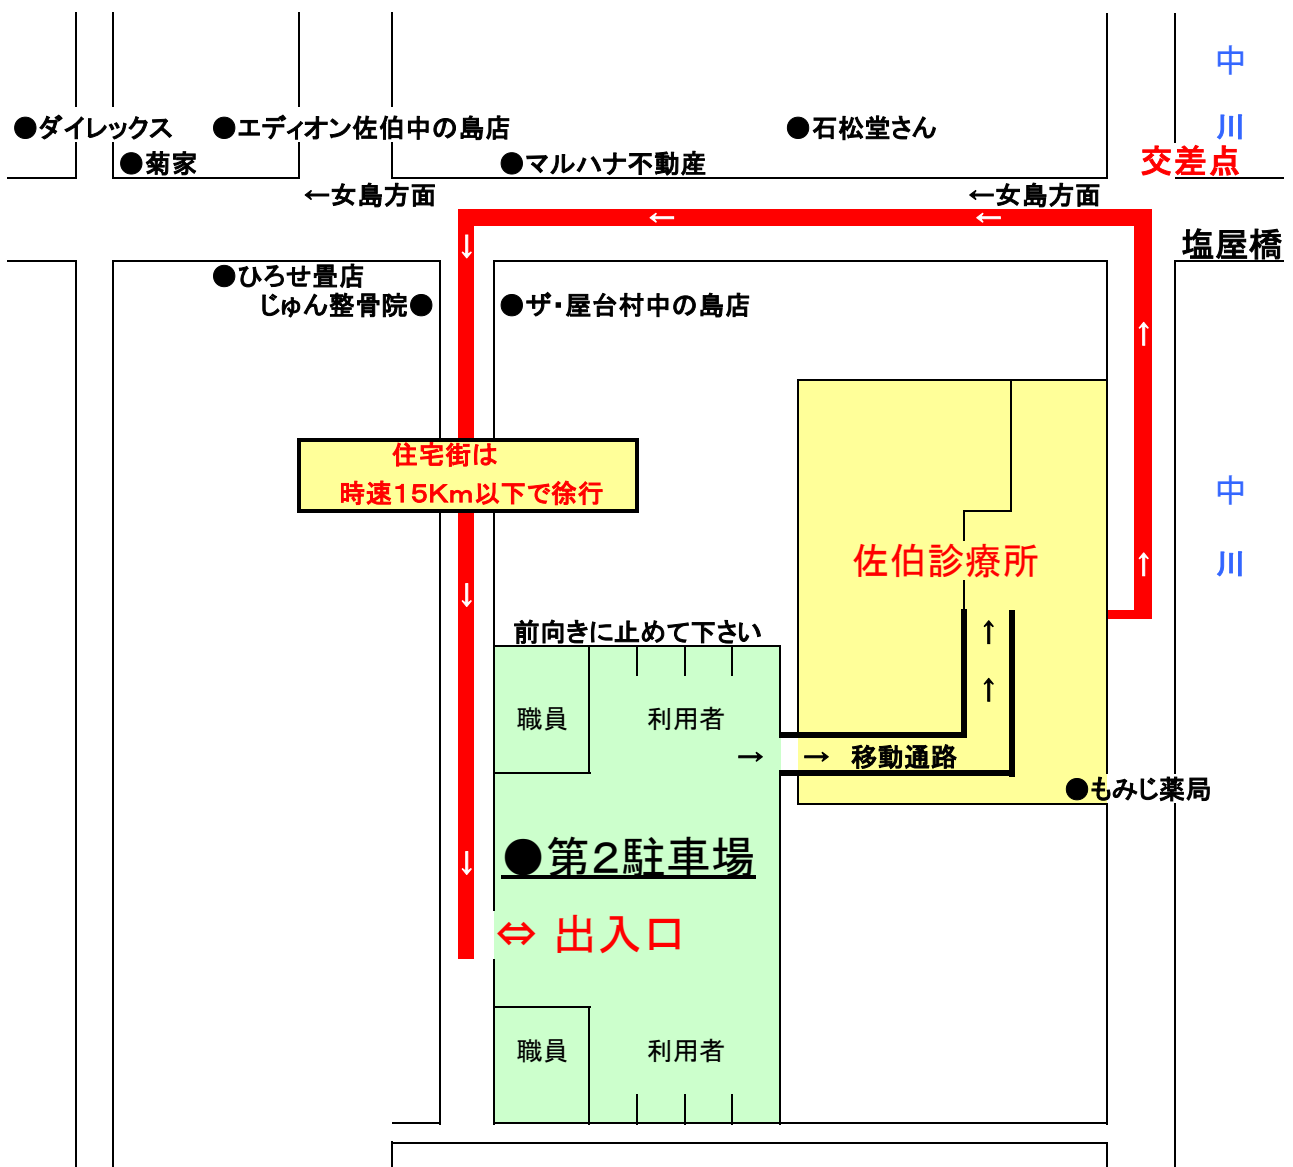 中
川
●ダイレックス
●エディオン佐伯中の島店
●石松堂さん
●菊家
●マルハナ不動産
交差点
←女島方面
←女島方面
← ←
塩屋橋
↓
●ひろせ畳店
じゅん整骨院●
●ザ・屋台村中の島店
↑
住宅街は
時速15Km以下で徐行
中
川
佐伯診療所
↑
↓
前向きに止めて下さい
↑
↑
職員
利用者
→ → 移動通路
●もみじ薬局
●第2駐車場
↓
⇔ 出入口
職員
利用者